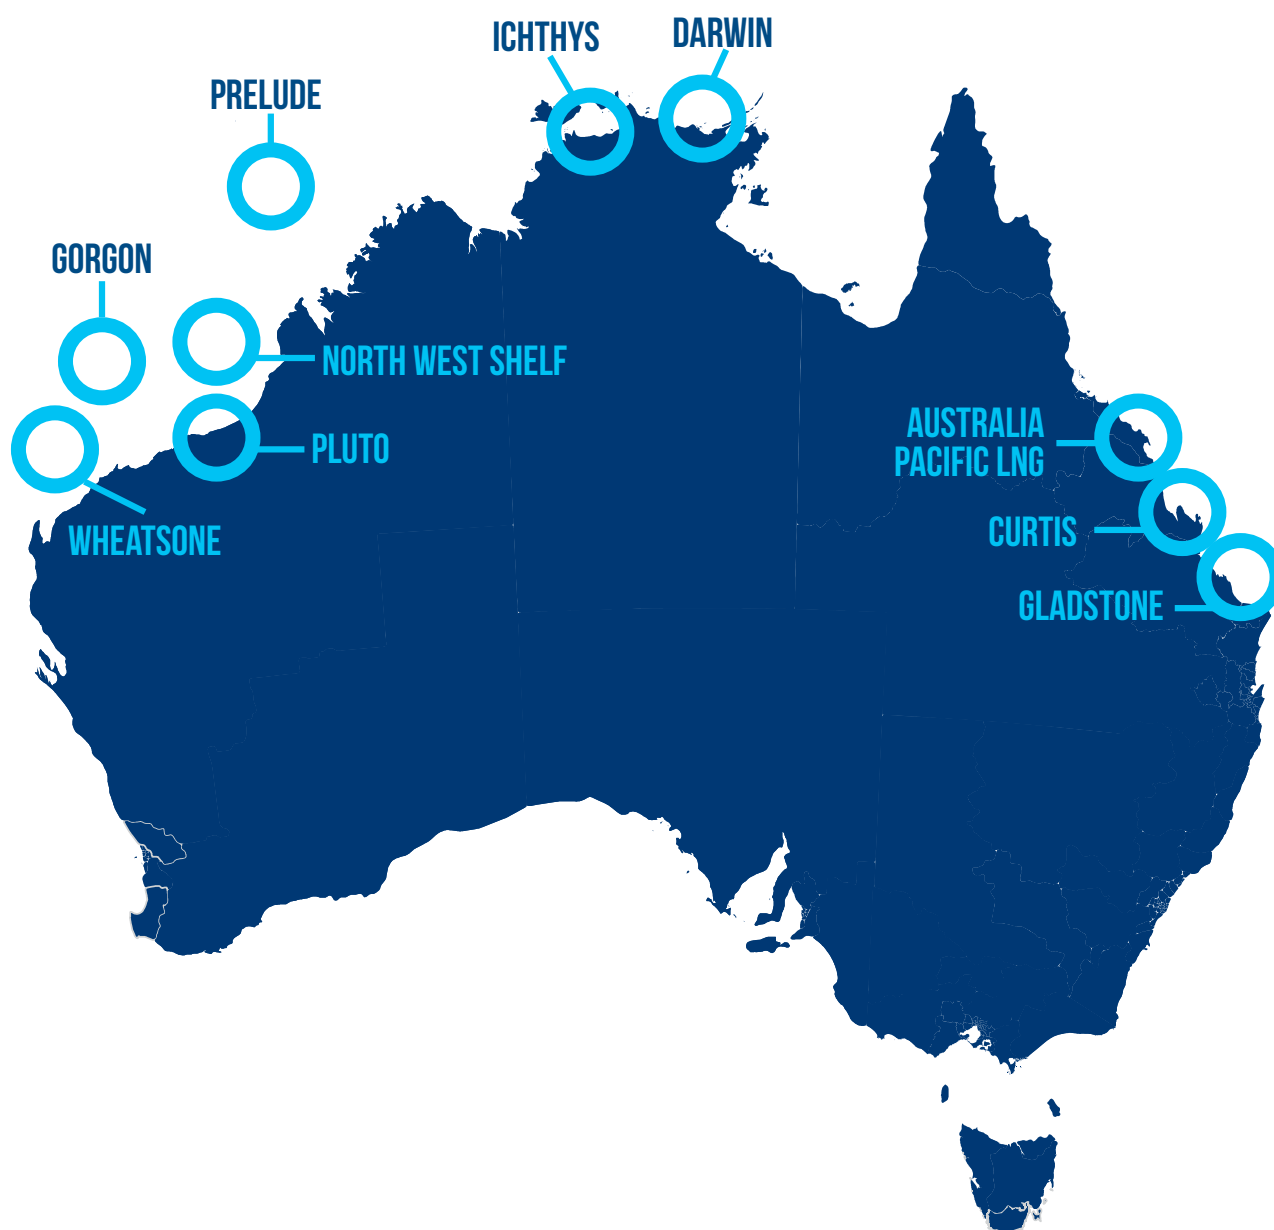 ICHTHYS
DARWIN
PRELUDE
GORGON
NORTH WEST SHELF
PLUTO
WHEATSONE
AUSTRALIA
PACIFIC LNG
CURTIS
GLADSTONE